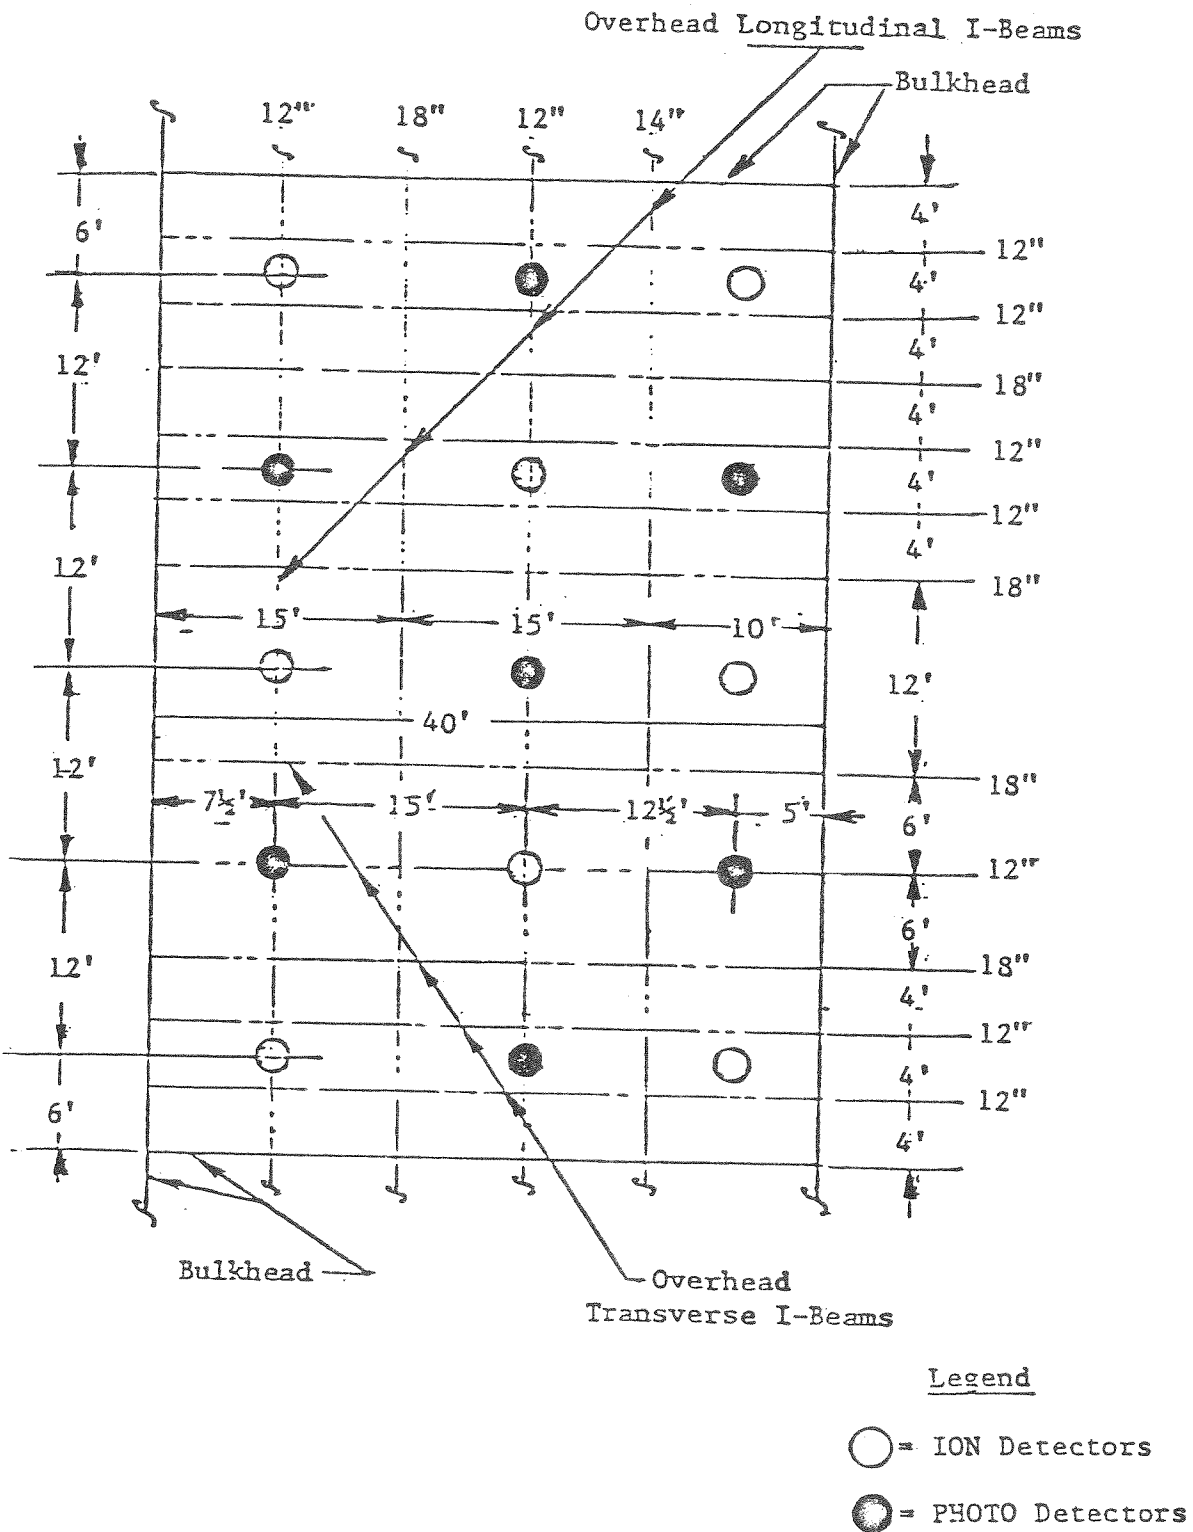 Overhead Longitudinal I-Beams
Bulkhead
12" 18" 12" 14"
4'
6'
12"
4'
12"
4'
12'
18"
4'
12"
4'
12"
4'
12'
18"
15' 15' 10'
12'
40'
12'
18"
7½' 15' 12½' 5'
6'
12"
6'
12'
18"
4'
12"
4'
12"
6'
4'
Bulkhead
Overhead
Transverse I-Beams
Legend
= ION Detectors
= PHOTO Detectors